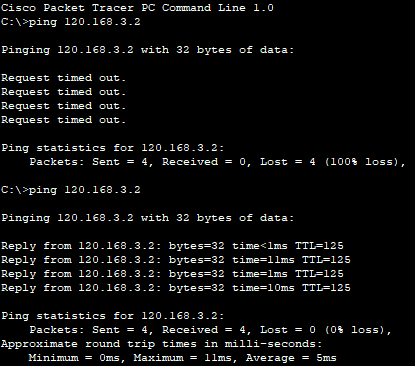 Cisco Packet Tracer PC Command Line 1.0
C:\>ping 120.168.3.2
Pinging 120.168.3.2 with 32 bytes of data:
Request timed out.
Request timed out.
Request timed out.
Request timed out.
Ping statistics for 120.168.3.2:
Packets: Sent = 4, Received = 0, Lost = 4 (100% loss),
C:\>ping 120.168.3.2
Pinging 120.168.3.2 with 32 bytes of data:
Reply from 120.168.3.2: bytes=32 time<1ms TTL=125
Reply from 120.168.3.2: bytes=32 time=11ms TTL=125
Reply from 120.168.3.2: bytes=32 time=1ms TTL=125
Reply from 120.168.3.2: bytes=32 time=10ms TTL=125
Ping statistics for 120.168.3.2:
Packets: Sent = 4, Received = 4, Lost = 0 (0% loss),
Approximate round trip times in milli-seconds:
Minimum = 0ms, Maximum = 11ms, Average = 5ms